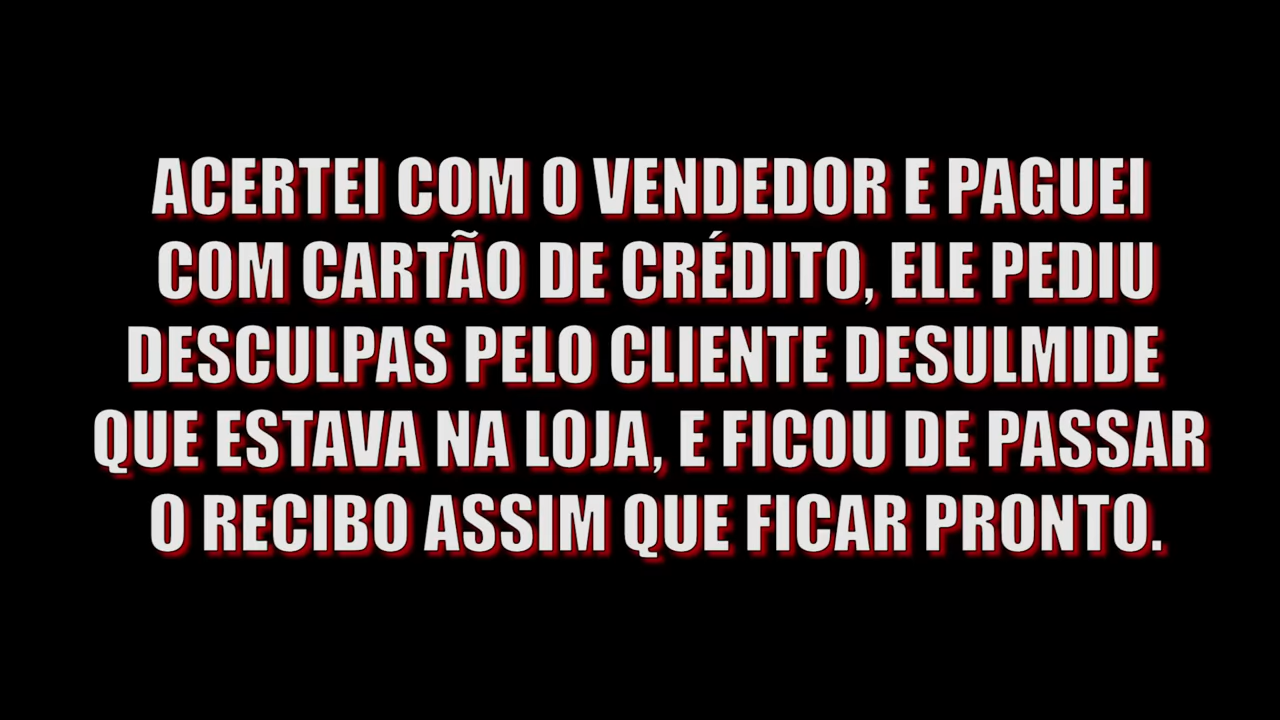 ACERTEI COM O VENDEDOR E PAGUEI
COM CARTÃO DE CRÉDITO, ELE PEDIU
DESCULPAS PELO CLIENTE DESULMIDE
QUE ESTAVA NA LOJA, E FICOU DE PASSAR
O RECIBO ASSIM QUE FICAR PRONTO.